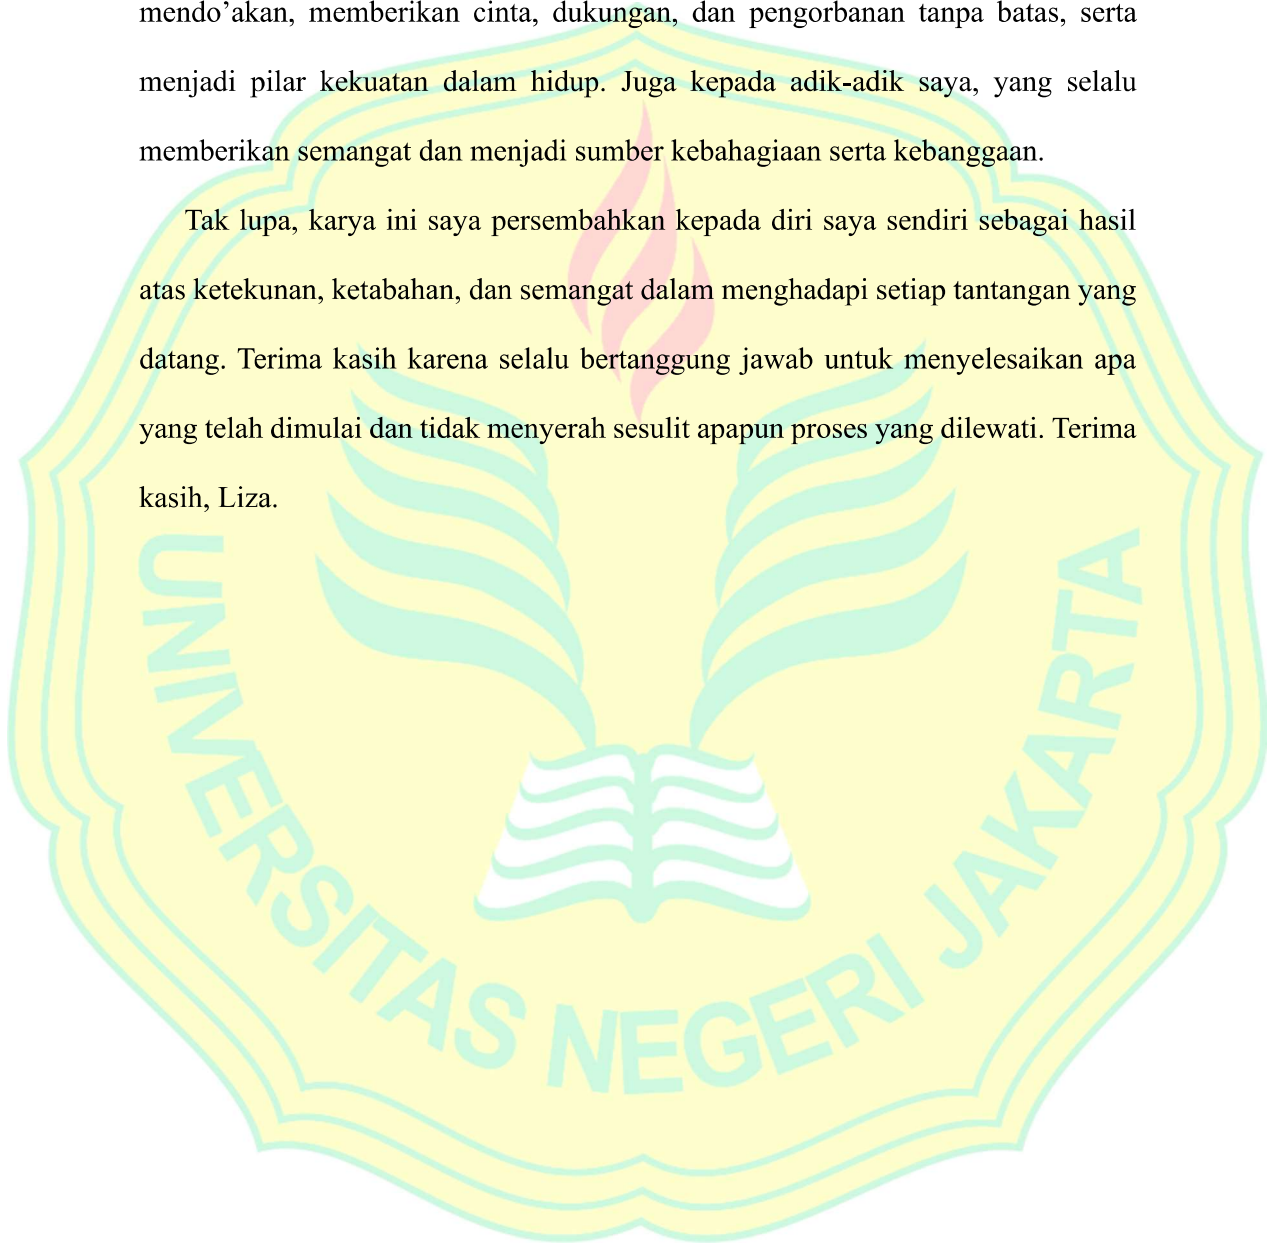 mendo’akan, memberikan cinta, dukungan, dan pengorbanan tanpa batas, serta
menjadi pilar kekuatan dalam hidup. Juga kepada adik-adik saya, yang selalu
memberikan semangat dan menjadi sumber kebahagiaan serta kebanggaan.
Tak lupa, karya ini saya persembahkan kepada diri saya sendiri sebagai hasil
atas ketekunan, ketabahan, dan semangat dalam menghadapi setiap tantangan yang
datang. Terima kasih karena selalu bertanggung jawab untuk menyelesaikan apa
yang telah dimulai dan tidak menyerah sesulit apapun proses yang dilewati. Terima
kasih, Liza.
UNIVERSITAS NEGERI JAKARTA